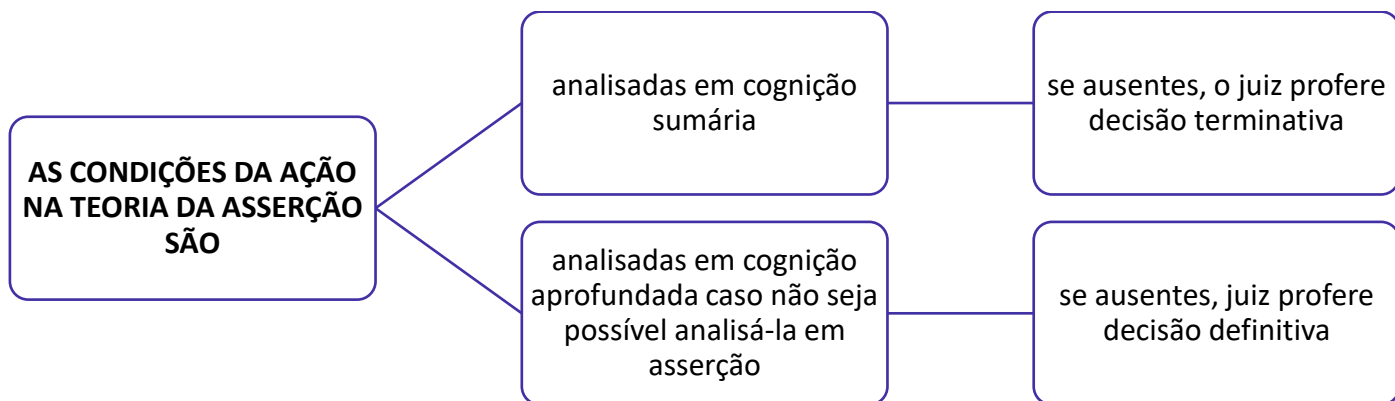 AS CONDIÇÕES DA AÇÃO
NA TEORIA DA ASSERÇÃO
SÃO
analisadas em cognição
sumária
se ausentes, o juiz profere
decisão terminativa
analisadas em cognição
aprofundada caso não seja
possível analisá-la em
asserção
se ausentes, juiz profere
decisão definitiva